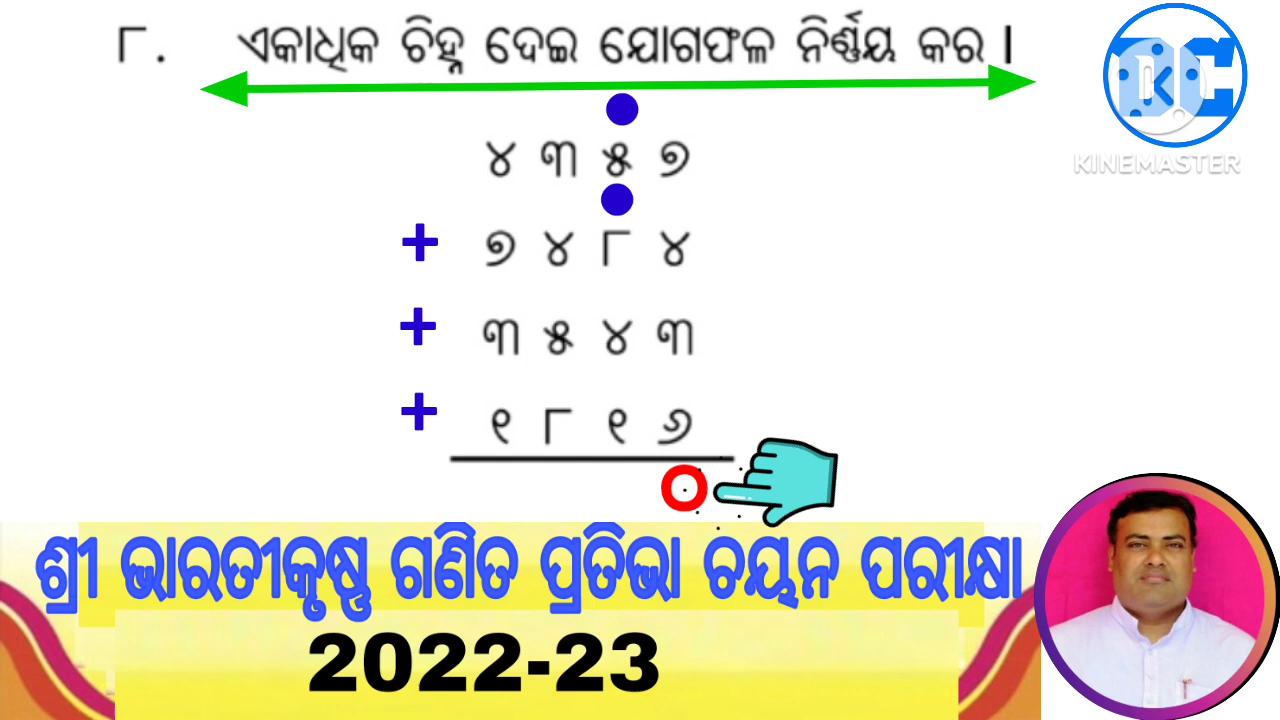 ୮. ଏକାଧିକ ଚିହ୍ନ ଦେଇ ଯୋଗଫଳ ନିର୍ଣ୍ଣୟ କର ।
୪ ୩ ୫ ୭
+ ୭ ୪ ୮ ୪
+ ୩ ୫ ୪ ୩
+ ୧ ୮ ୧ ୬
୦
KINEMASTER
ଶ୍ରୀ ଭାରତୀକୃଷ୍ଣ ଗଣିତ ପ୍ରତିଭା ଚୟନ ପରୀକ୍ଷା
2022-23